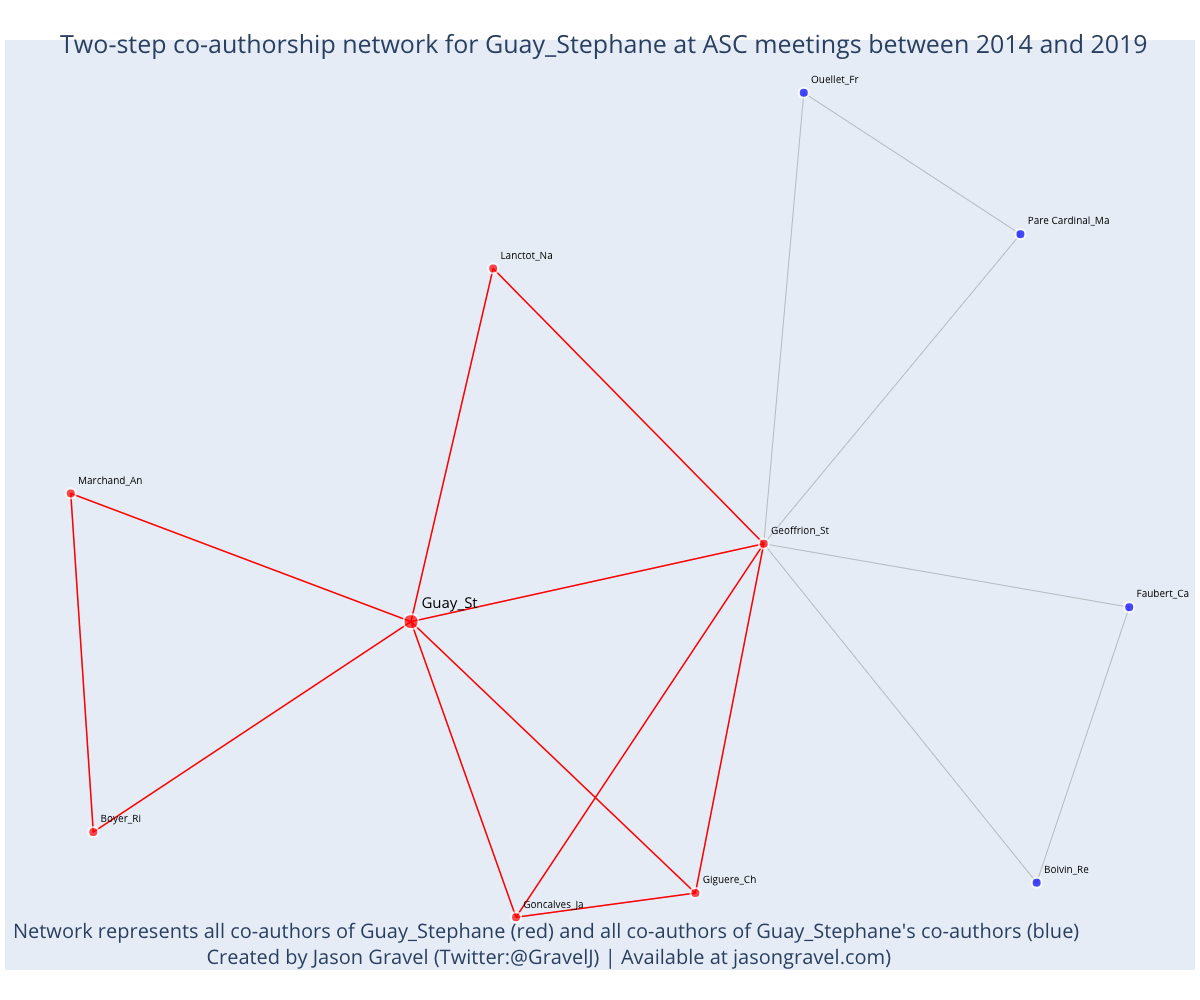 Two-step co-authorship network for Guay_Stephane at ASC meetings between 2014 and 2019
Ouellet_Fr
Pare Cardinal_Ma
Lanctot_Na
Marchand_An
Geoffrion_St
Faubert_Ca
Guay_St
Boyer_Ri
Boivin_Re
Giguere_Ch
Goncalves_Ja
Network represents all co-authors of Guay_Stephane (red) and all co-authors of Guay_Stephane's co-authors (blue)
Created by Jason Gravel (Twitter:@GravelJ) | Available at jasongravel.com)